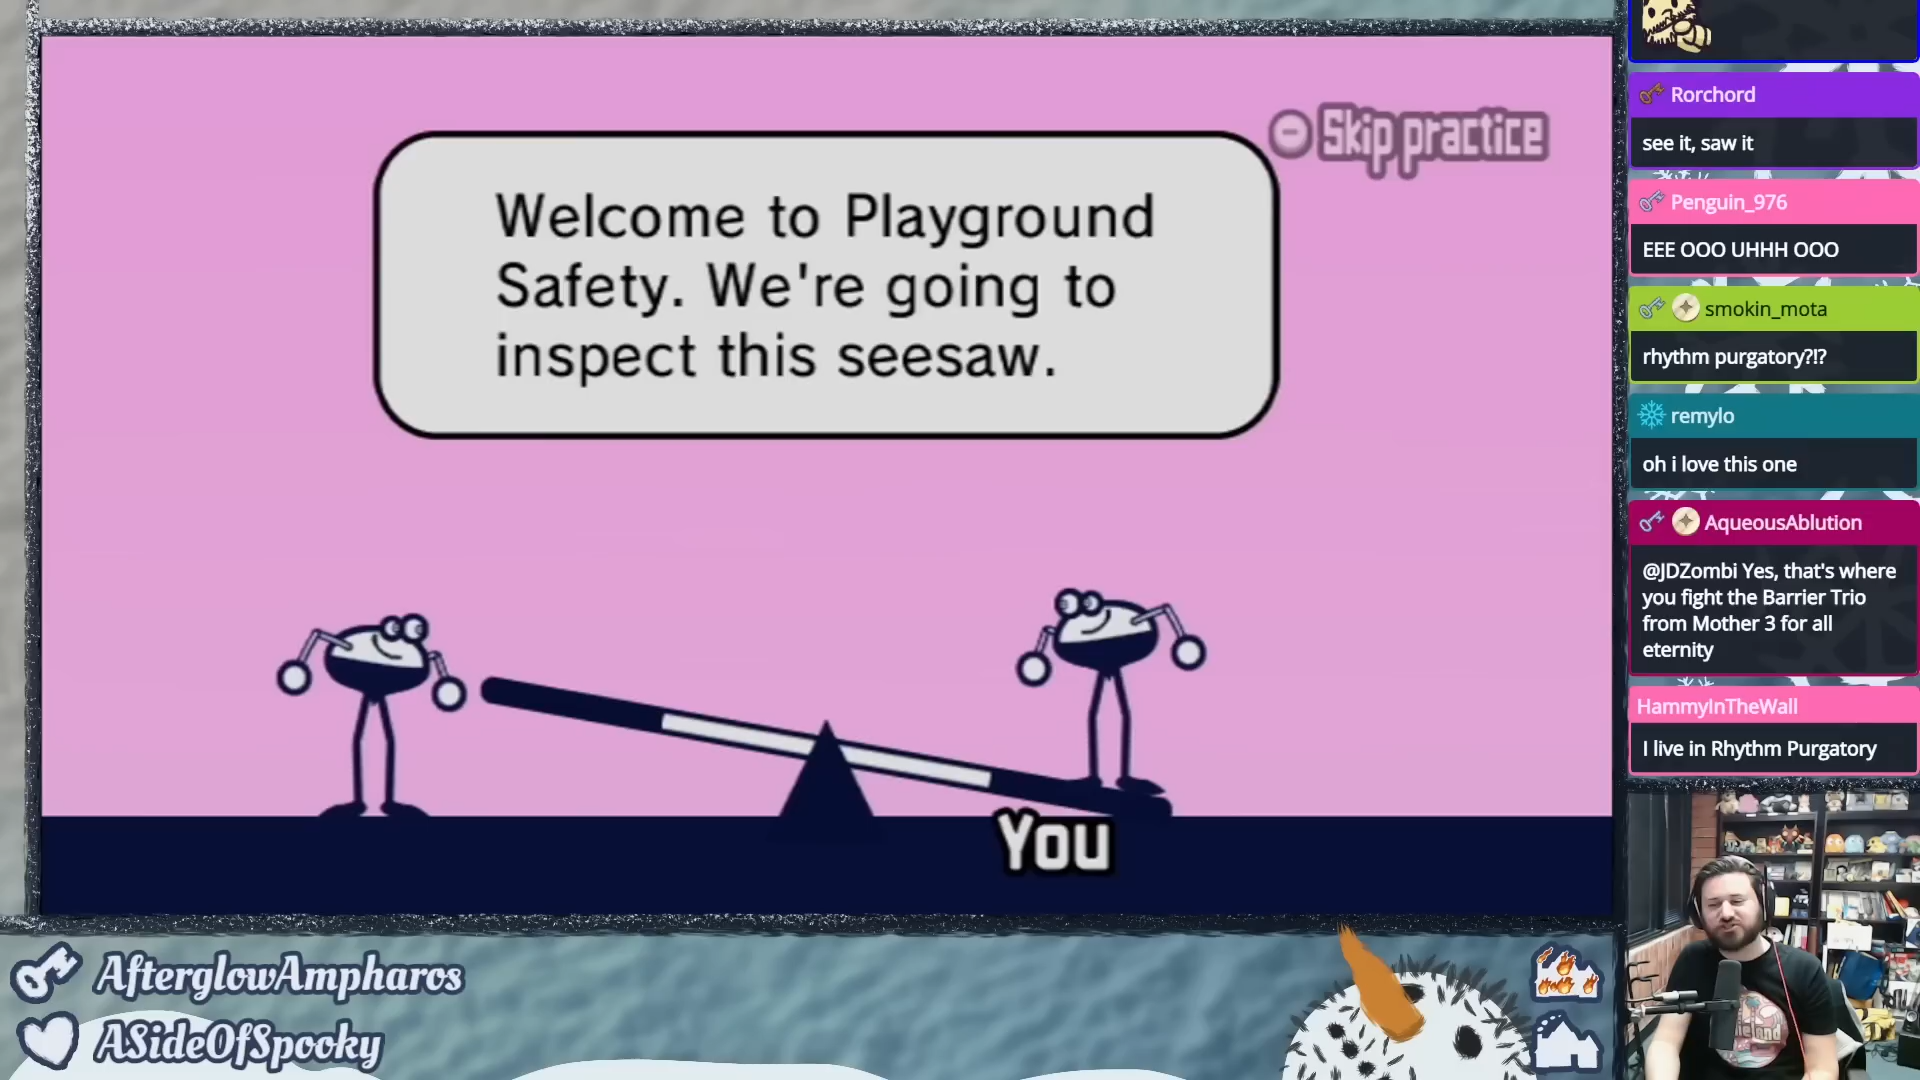 Skip practice
Welcome to Playground
Safety. We're going to
inspect this seesaw.
You
Rorchord
see it, saw it
Penguin_976
EEE OOO UHHH OOO
smokin_mota
rhythm purgatory?!?
remylo
oh i love this one
AqueousAblution
@JDZombi Yes, that's where
you fight the Barrier Trio
from Mother 3 for all
eternity
HammyInTheWall
I live in Rhythm Purgatory
AfterglowAmpharos
ASideOfSpooky